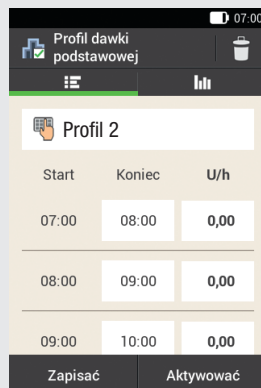 07:00
Profil dawki
podstawowej
Profil 2
Start Koniec U/h
07:00 08:00 0,00
08:00 09:00 0,00
09:00 10:00 0,00
Zapisać Aktywować